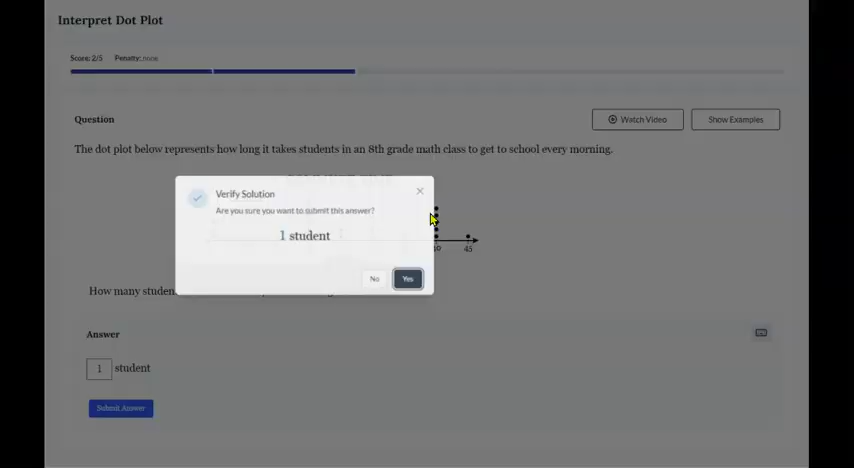 Interpret Dot Plot
Score: 2/5 Penalty: none
Question
Watch Video
Show Examples
The dot plot below represents how long it takes students in an 8th grade math class to get to school every morning.
Verify Solution
Are you sure you want to submit this answer?
1 student
45
No
Yes
How many studen
Answer
1 student
Submit Answer